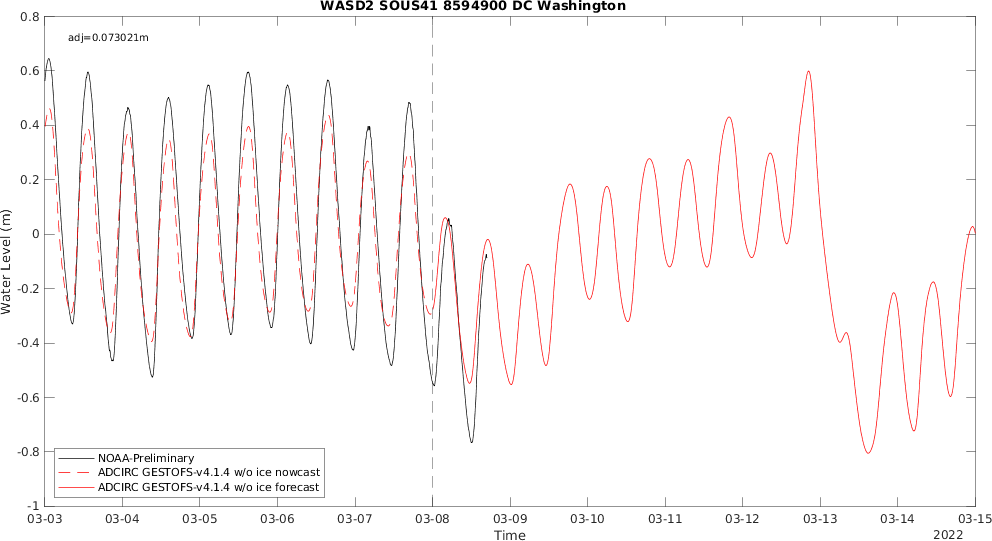 WASD2 SOUS41 8594900 DC Washington
adj=0.073021m
0.8
0.6
0.4
0.2
0
-0.2
-0.4
-0.6
-0.8
-1
Water Level (m)
NOAA-Preliminary
ADCIRC GESTOFS-v4.1.4 w/o ice nowcast
ADCIRC GESTOFS-v4.1.4 w/o ice forecast
03-03 03-04 03-05 03-06 03-07 03-08 03-09 03-10 03-11 03-12 03-13 03-14 03-15
Time
2022